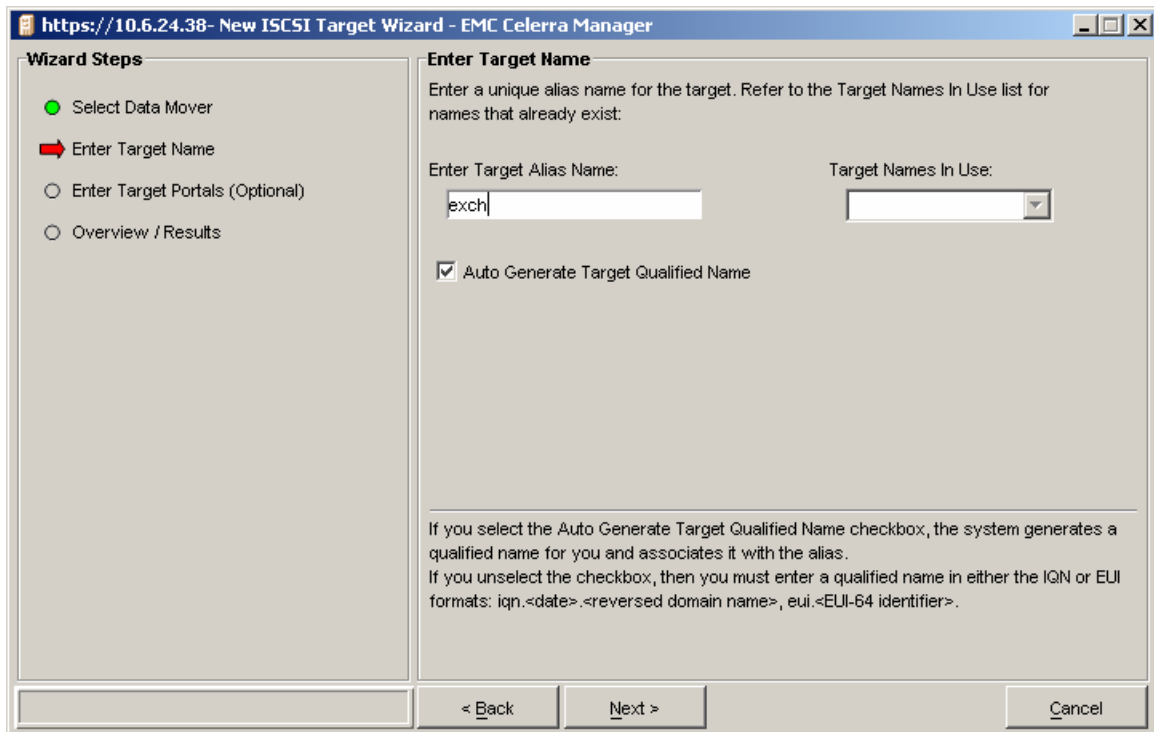 https://10.6.24.38- New ISCSI Target Wizard - EMC Celerra Manager
Wizard Steps
Select Data Mover
Enter Target Name
Enter Target Portals (Optional)
Overview / Results
Enter Target Name
Enter a unique alias name for the target. Refer to the Target Names In Use list for
names that already exist:
Enter Target Alias Name:
Target Names In Use:
exch
Auto Generate Target Qualified Name
If you select the Auto Generate Target Qualified Name checkbox, the system generates a
qualified name for you and associates it with the alias.
If you unselect the checkbox, then you must enter a qualified name in either the IQN or EUI
formats: iqn.<date>.<reversed domain name>, eui.<EUI-64 identifier>.
< Back
Next >
Cancel